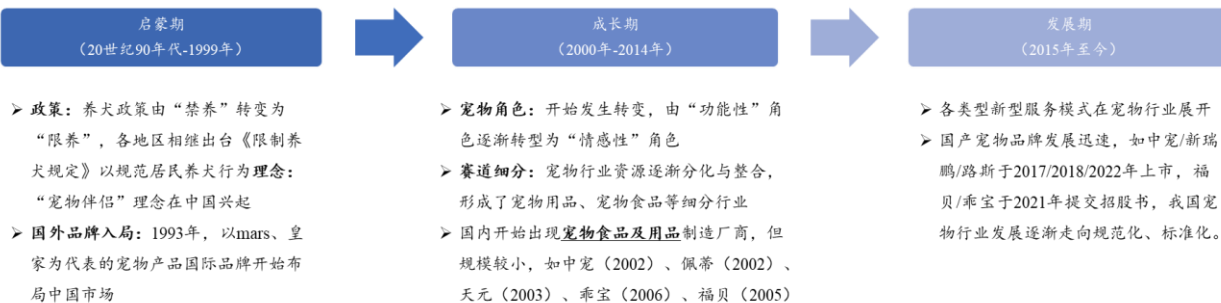 启蒙期
（20世纪90年代-1999年）
➢ 政策：养犬政策由“禁养”转变为
“限养”，各地区相继出台《限制养
犬规定》以规范居民养犬行为理念：
“宠物伴侣”理念在中国兴起
➢ 国外品牌入局：1993年，以mars、皇
家为代表的宠物产品国际品牌开始布
局中国市场
成长期
（2000年-2014年）
➢ 宠物角色：开始发生转变，由“功能性”角
色逐渐转型为“情感性”角色
➢ 赛道细分：宠物行业资源逐渐分化与整合，
形成了宠物用品、宠物食品等细分行业
➢ 国内开始出现宠物食品及用品制造厂商，但
规模较小，如中宠（2002）、佩蒂（2002）、
天元（2003）、乖宝（2006）、福贝（2005）
发展期
（2015年至今）
➢ 各类型新型服务模式在宠物行业展开
➢ 国产宠物品牌发展迅速，如中宠/新瑞
鹏/路斯于2017/2018/2022年上市，福
贝/乖宝于2021年提交招股书，我国宠
物行业发展逐渐走向规范化、标准化。